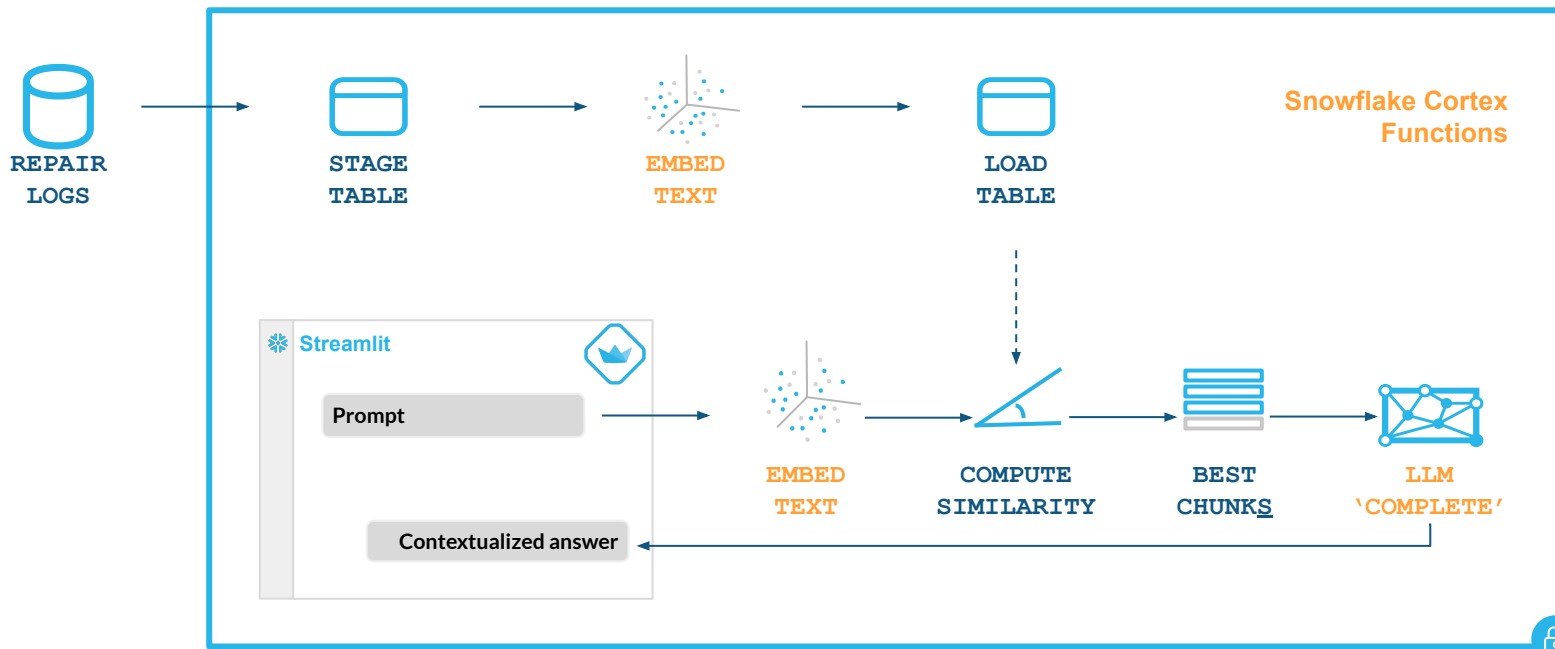 Snowflake Cortex
Functions
REPAIR
LOGS
STAGE
TABLE
EMBED
TEXT
LOAD
TABLE
Streamlit
Prompt
Contextualized answer
EMBED
TEXT
COMPUTE
SIMILARITY
BEST
CHUNKS
LLM
‘COMPLETE’